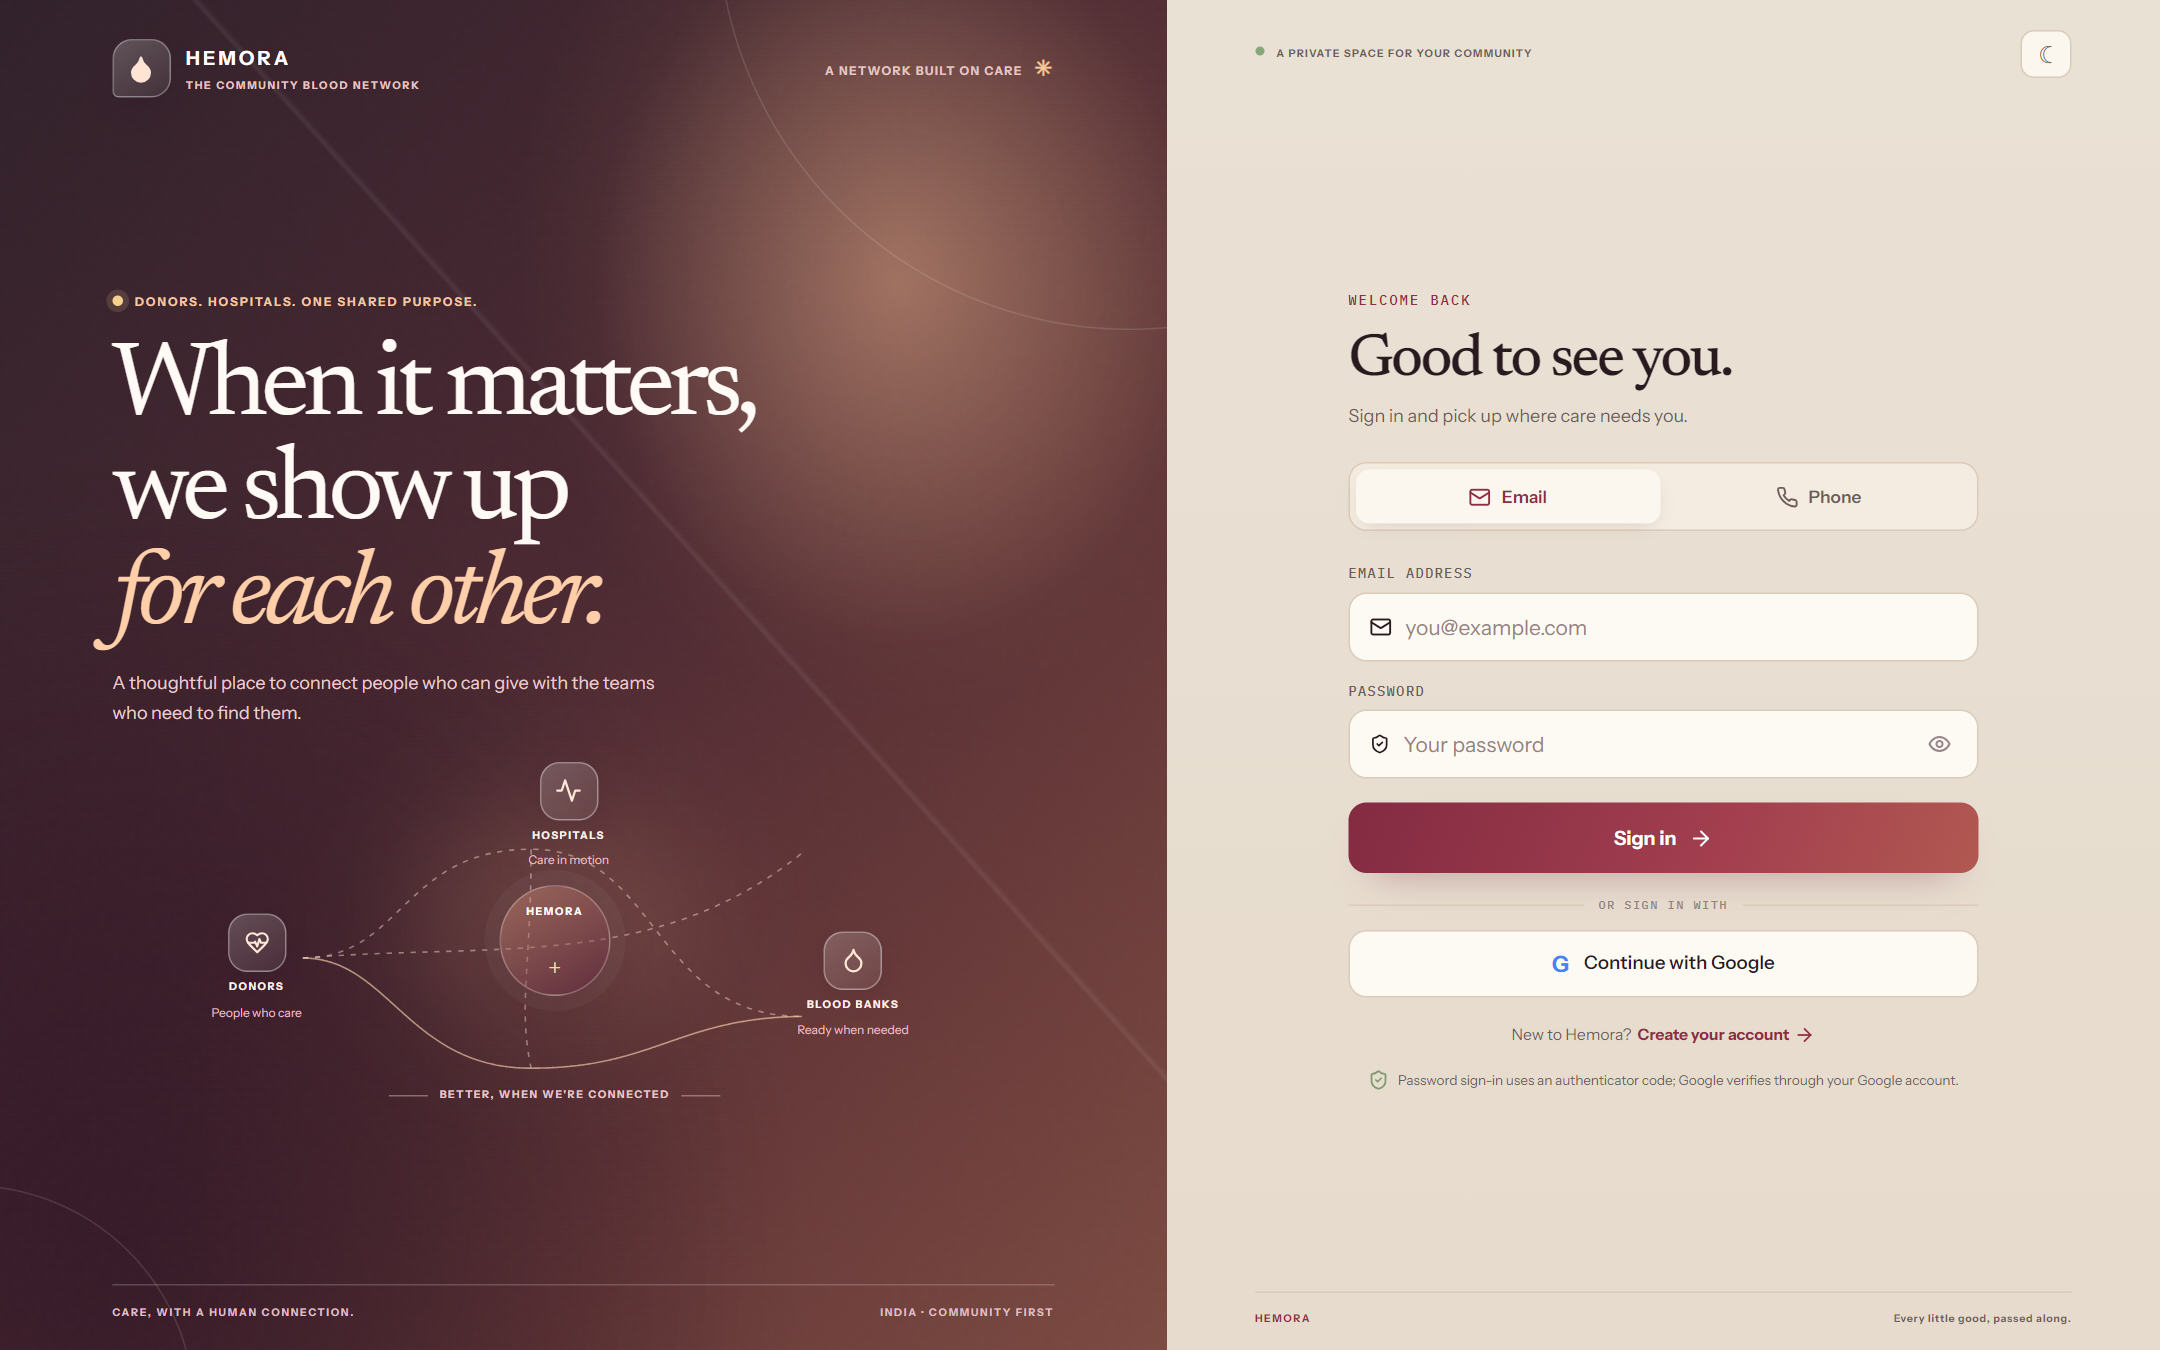 HEMORA
THE COMMUNITY BLOOD NETWORK
A NETWORK BUILT ON CARE
DONORS. HOSPITALS. ONE SHARED PURPOSE.
When it matters,
we show up
for each other.
A thoughtful place to connect people who can give with the teams
who need to find them.
HOSPITALS
Care in motion
HEMORA
+
DONORS
People who care
BLOOD BANKS
Ready when needed
BETTER, WHEN WE'RE CONNECTED
CARE, WITH A HUMAN CONNECTION.
INDIA · COMMUNITY FIRST
A PRIVATE SPACE FOR YOUR COMMUNITY
WELCOME BACK
Good to see you.
Sign in and pick up where care needs you.
Email
Phone
EMAIL ADDRESS
you@example.com
PASSWORD
Your password
Sign in →
OR SIGN IN WITH
G Continue with Google
New to Hemora? Create your account →
Password sign-in uses an authenticator code; Google verifies through your Google account.
HEMORA
Every little good, passed along.